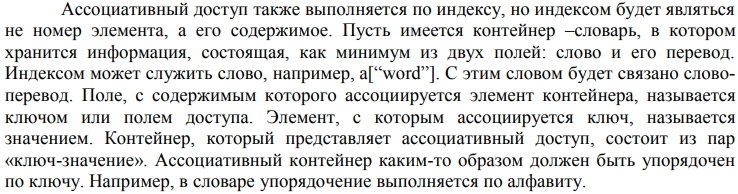 Ассоциативный доступ также выполняется по индексу, но индексом будет являться
не номер элемента, а его содержимое. Пусть имеется контейнер –словарь, в котором
хранится информация, состоящая, как минимум из двух полей: слово и его перевод.
Индексом может служить слово, например, a[“word”]. С этим словом будет связано слово-
перевод. Поле, с содержимым которого ассоциируется элемент контейнера, называется
ключом или полем доступа. Элемент, с которым ассоциируется ключ, называется
значением. Контейнер, который представляет ассоциативный доступ, состоит из пар
«ключ-значение». Ассоциативный контейнер каким-то образом должен быть упорядочен
по ключу. Например, в словаре упорядочение выполняется по алфавиту.